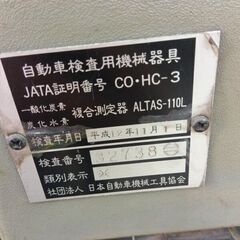 自動車検査用機械器具
JATA証明番号 CO・HC-3
一酸化炭素
炭化水素 複合測定器 ALTAS-110L
検査年月日 平成12年11月
検査番号 32738
類別表示
社団法人 日本自動車機械工具協会